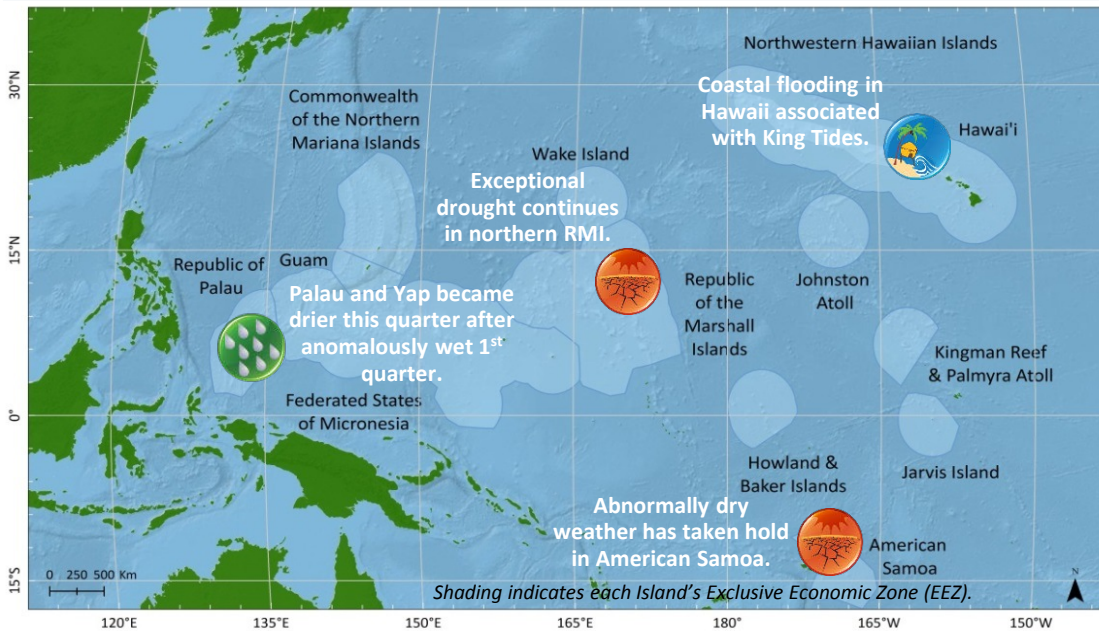 Northwestern Hawaiian Islands
30°N
Coastal flooding in
Hawaii associated
with King Tides.
Commonwealth
of the Northern
Mariana Islands
Hawai'i
Wake Island
Exceptional
drought continues
in northern RMI.
15°N
Republic of
Palau
Guam
Palau and Yap became
drier this quarter after
anomalously wet 1st
quarter.
Republic
of the
Marshall
Islands
Johnston
Atoll
Kingman Reef
& Palmyra Atoll
Federated States
of Micronesia
0°
Howland &
Baker Islands
Jarvis Island
Abnormally dry
weather has taken hold
in American Samoa.
American
Samoa
0 250 500 Km
15°S
N
Shading indicates each Island’s Exclusive Economic Zone (EEZ).
120°E 135°E 150°E 165°E 180° 165°W 150°W